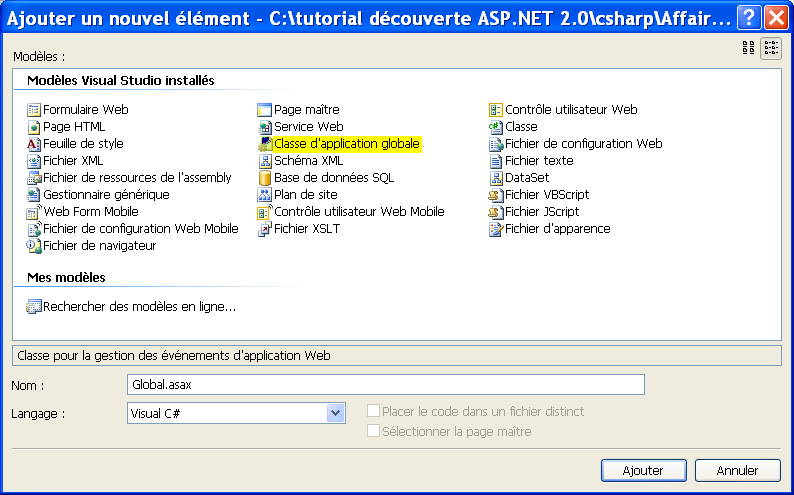 Ajouter un nouvel élément - C:\tutorial découverte ASP.NET 2.0\csharp\Affair...
Modèles :
Modèles Visual Studio installés
Formulaire Web Page maître Contrôle utilisateur Web
Page HTML Service Web Classe
Feuille de style Classe d'application globale Fichier de configuration Web
Fichier XML Schéma XML Fichier texte
Fichier de ressources de l'assembly Base de données SQL DataSet
Gestionnaire générique Plan de site Fichier VBScript
Web Form Mobile Contrôle utilisateur Web Mobile Fichier JScript
Fichier de configuration Web Mobile Fichier XSLT Fichier d'apparence
Fichier de navigateur
Mes modèles
Rechercher des modèles en ligne...
Classe pour la gestion des événements d'application Web
Nom : Global.asax
Langage : Visual C# Placer le code dans un fichier distinct
Sélectionner la page maître
Ajouter Annuler